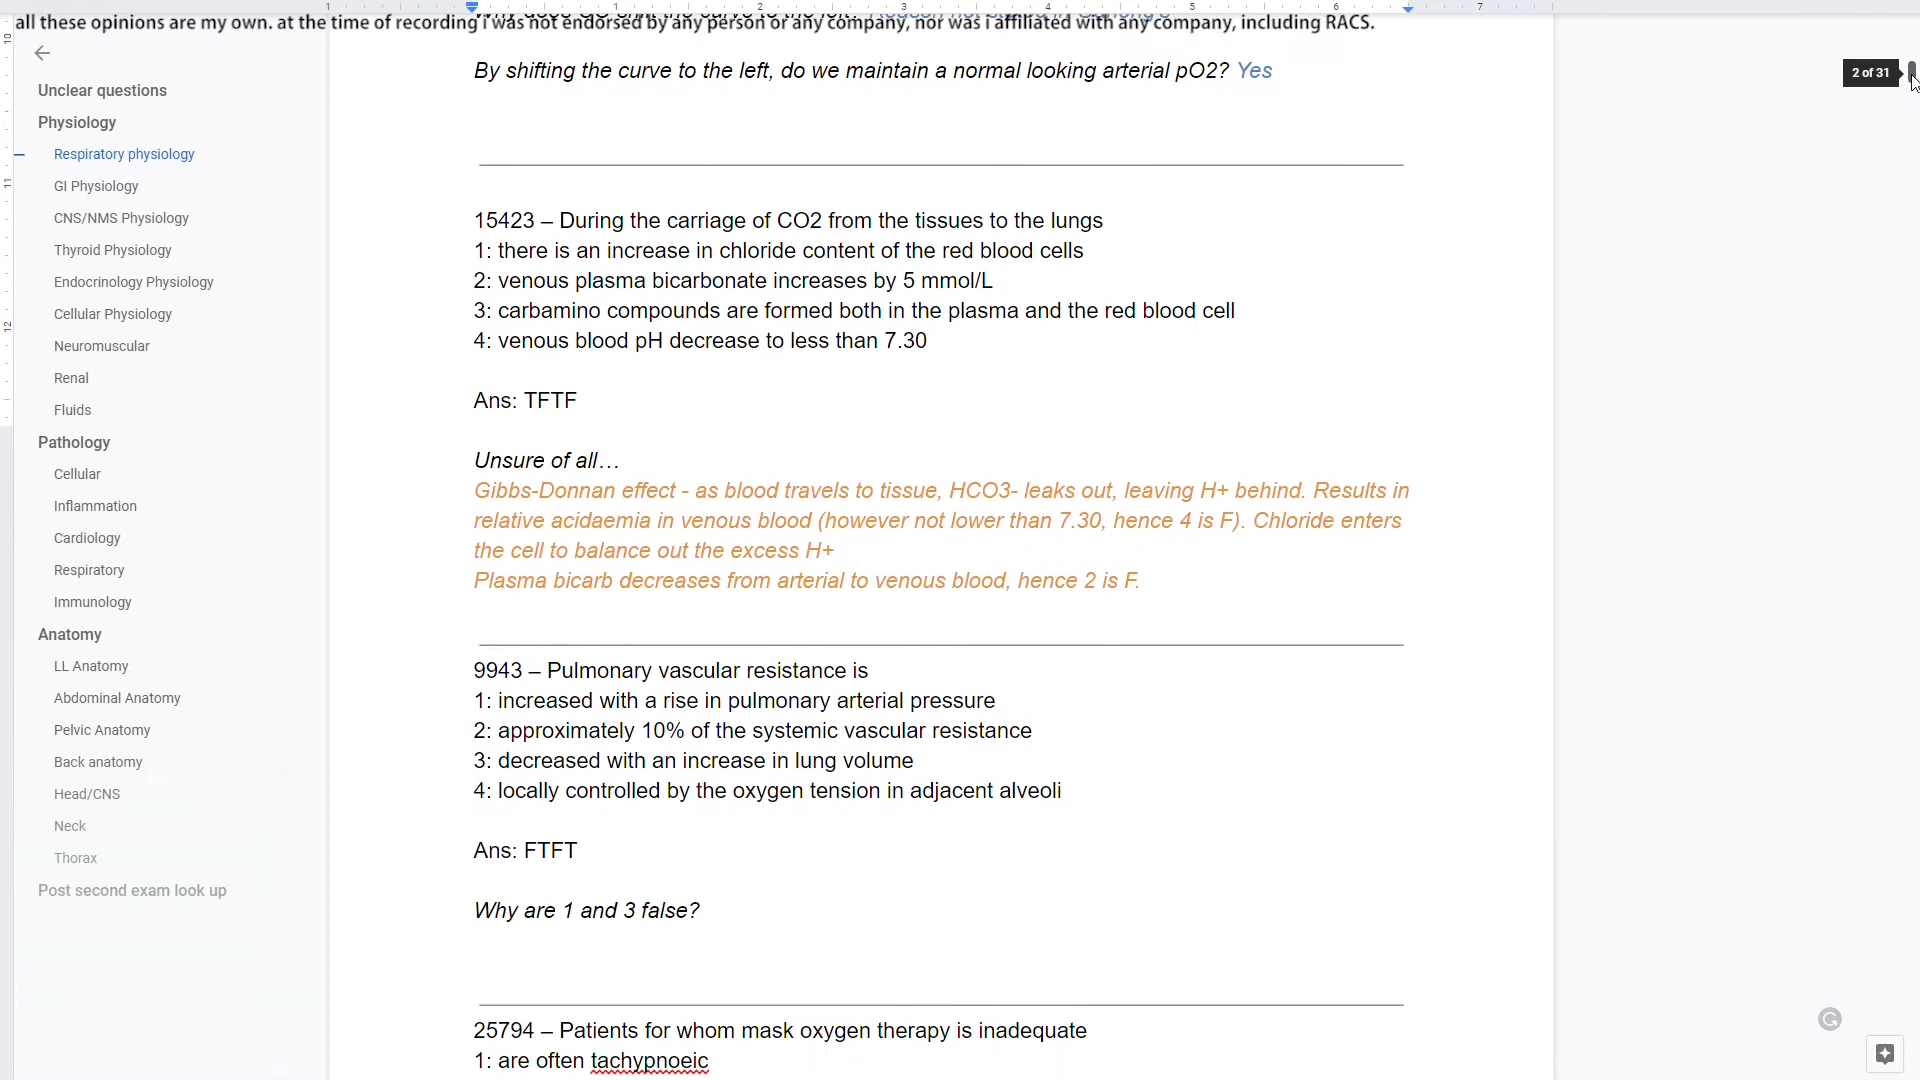 all these opinions are my own. at the time of recording i was not endorsed by any person or any company, nor was i affiliated with any company, including RACS.
1 1 2 3 4 5 6 7
10
11
12
2 of 31
Unclear questions
Physiology
Respiratory physiology
GI Physiology
CNS/NMS Physiology
Thyroid Physiology
Endocrinology Physiology
Cellular Physiology
Neuromuscular
Renal
Fluids
Pathology
Cellular
Inflammation
Cardiology
Respiratory
Immunology
Anatomy
LL Anatomy
Abdominal Anatomy
Pelvic Anatomy
Back anatomy
Head/CNS
Neck
Thorax
Post second exam look up
By shifting the curve to the left, do we maintain a normal looking arterial pO2? Yes
15423 – During the carriage of CO2 from the tissues to the lungs
1: there is an increase in chloride content of the red blood cells
2: venous plasma bicarbonate increases by 5 mmol/L
3: carbamino compounds are formed both in the plasma and the red blood cell
4: venous blood pH decrease to less than 7.30
Ans: TFTF
Unsure of all…
Gibbs-Donnan effect - as blood travels to tissue, HCO3- leaks out, leaving H+ behind. Results in
relative acidaemia in venous blood (however not lower than 7.30, hence 4 is F). Chloride enters
the cell to balance out the excess H+
Plasma bicarb decreases from arterial to venous blood, hence 2 is F.
9943 – Pulmonary vascular resistance is
1: increased with a rise in pulmonary arterial pressure
2: approximately 10% of the systemic vascular resistance
3: decreased with an increase in lung volume
4: locally controlled by the oxygen tension in adjacent alveoli
Ans: FTFT
Why are 1 and 3 false?
25794 – Patients for whom mask oxygen therapy is inadequate
1: are often tachypnoeic